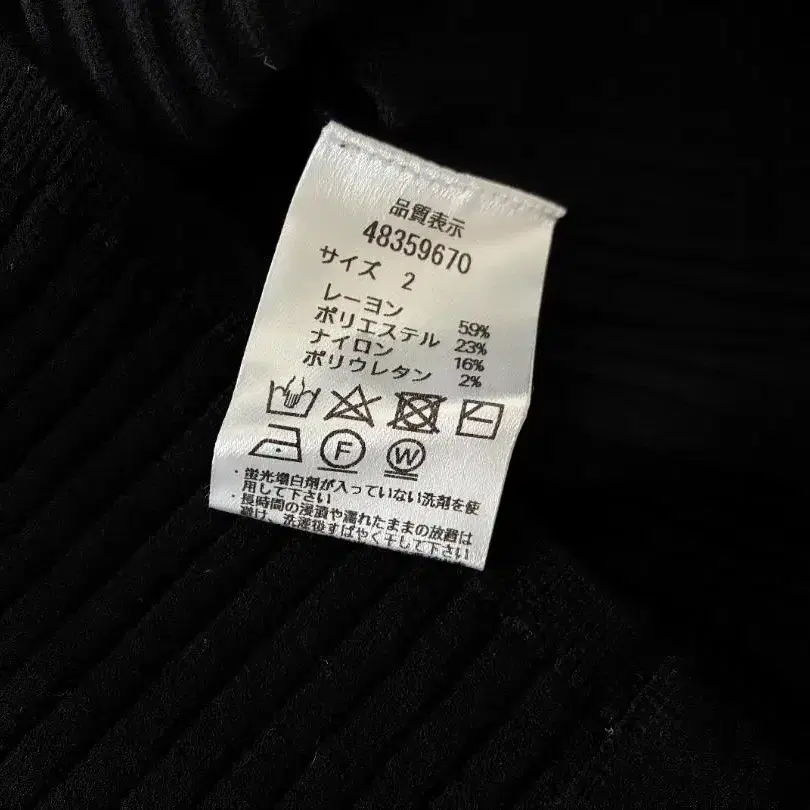 品質表示
48359670
サイズ 2
レーヨン 59%
ポリエステル 23%
ナイロン 16%
ポリウレタン 2%
F W
・蛍光増白剤が入っていない洗剤を使
用して下さい
・長時間の浸漬や濡れたままの放置は
避け、洗濯後すばやく干して下さい